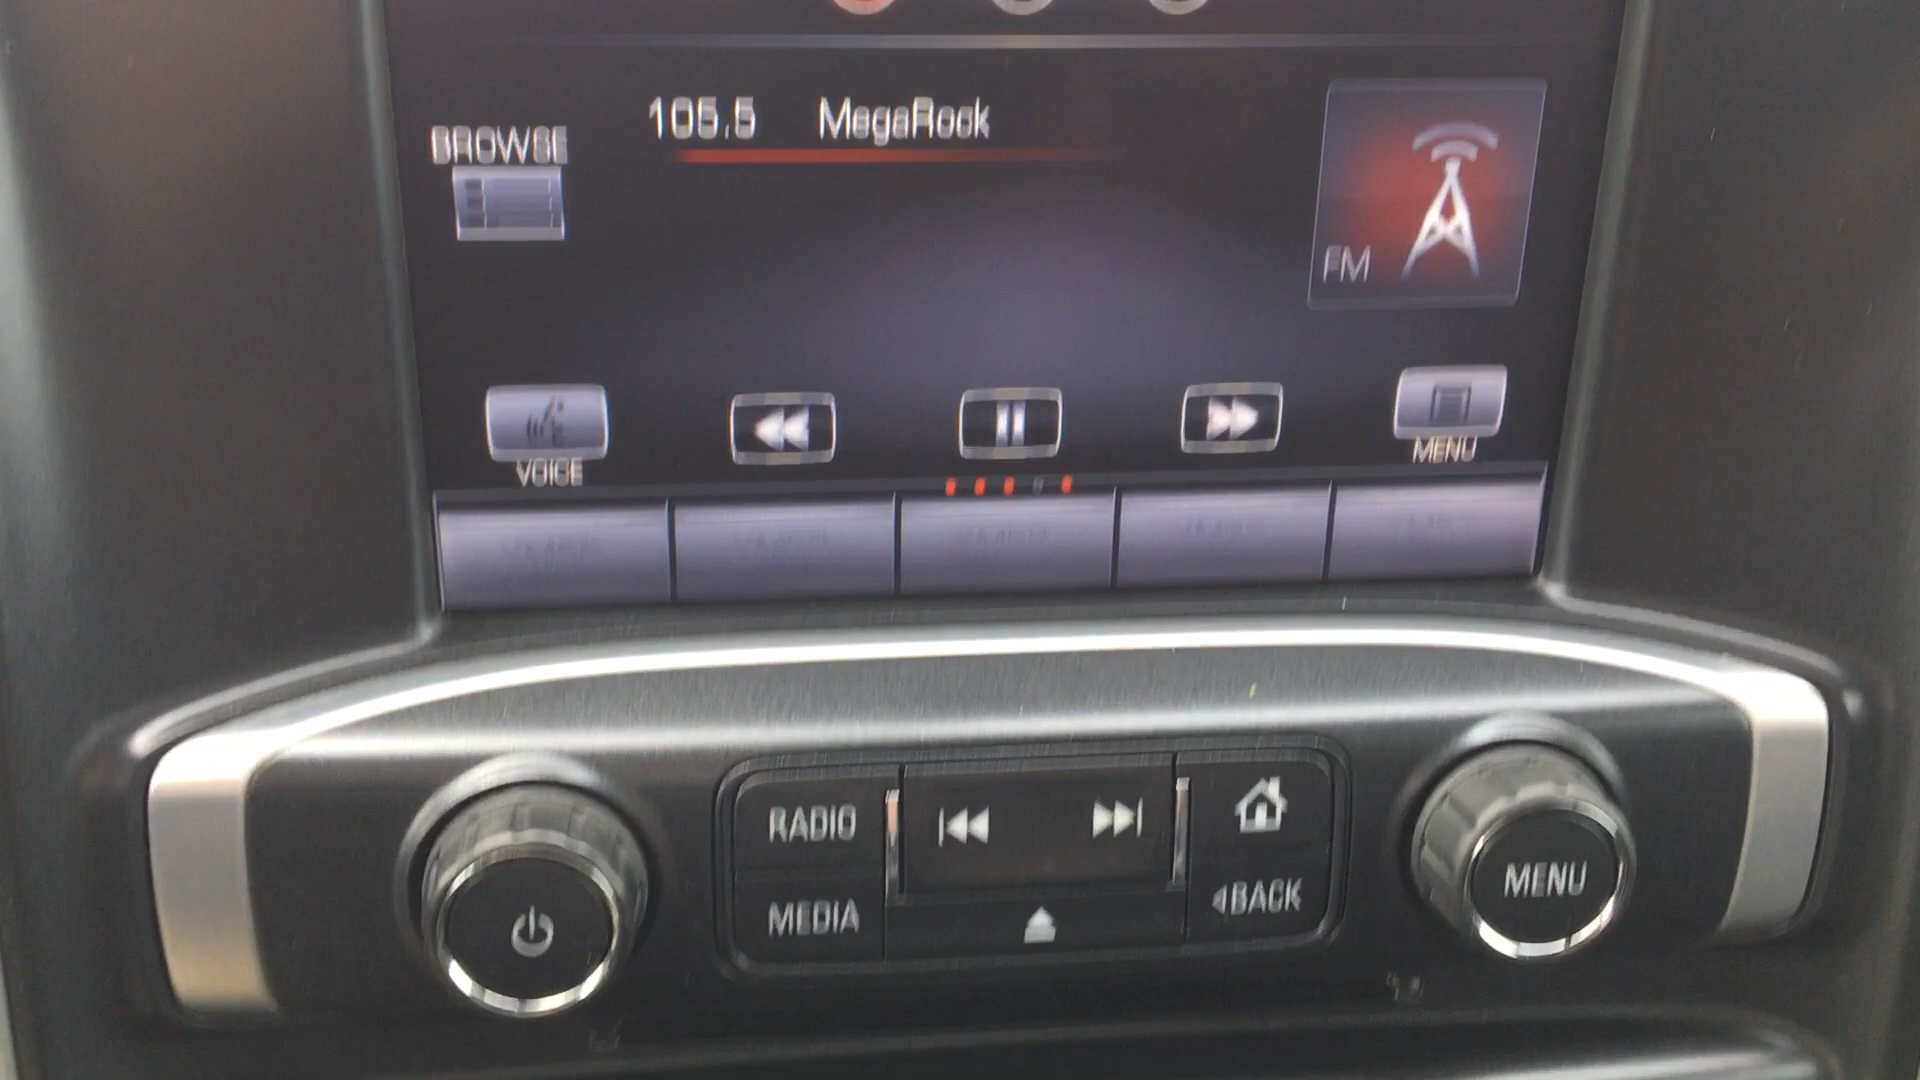 105.5 MegaRock
BROWSE
FM
VOICE
MENU
RADIO
MEDIA
BACK
MENU